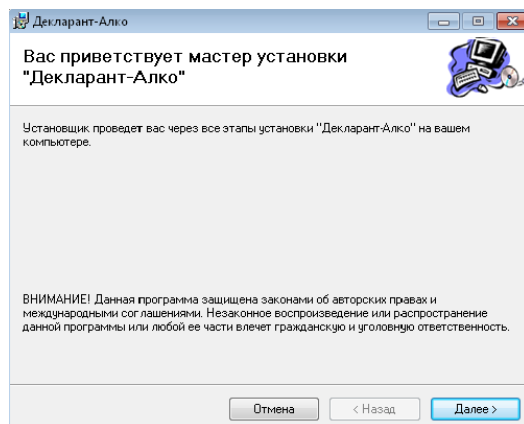 Декларант-Алко
Вас приветствует мастер установки
"Декларант-Алко"
Установщик проведет вас через все этапы установки "Декларант-Алко" на вашем
компьютере.
ВНИМАНИЕ! Данная программа защищена законами об авторских правах и
международными соглашениями. Незаконное воспроизведение или распространение
данной программы или любой ее части влечет гражданскую и уголовную ответственность.
Отмена < Назад Далее >